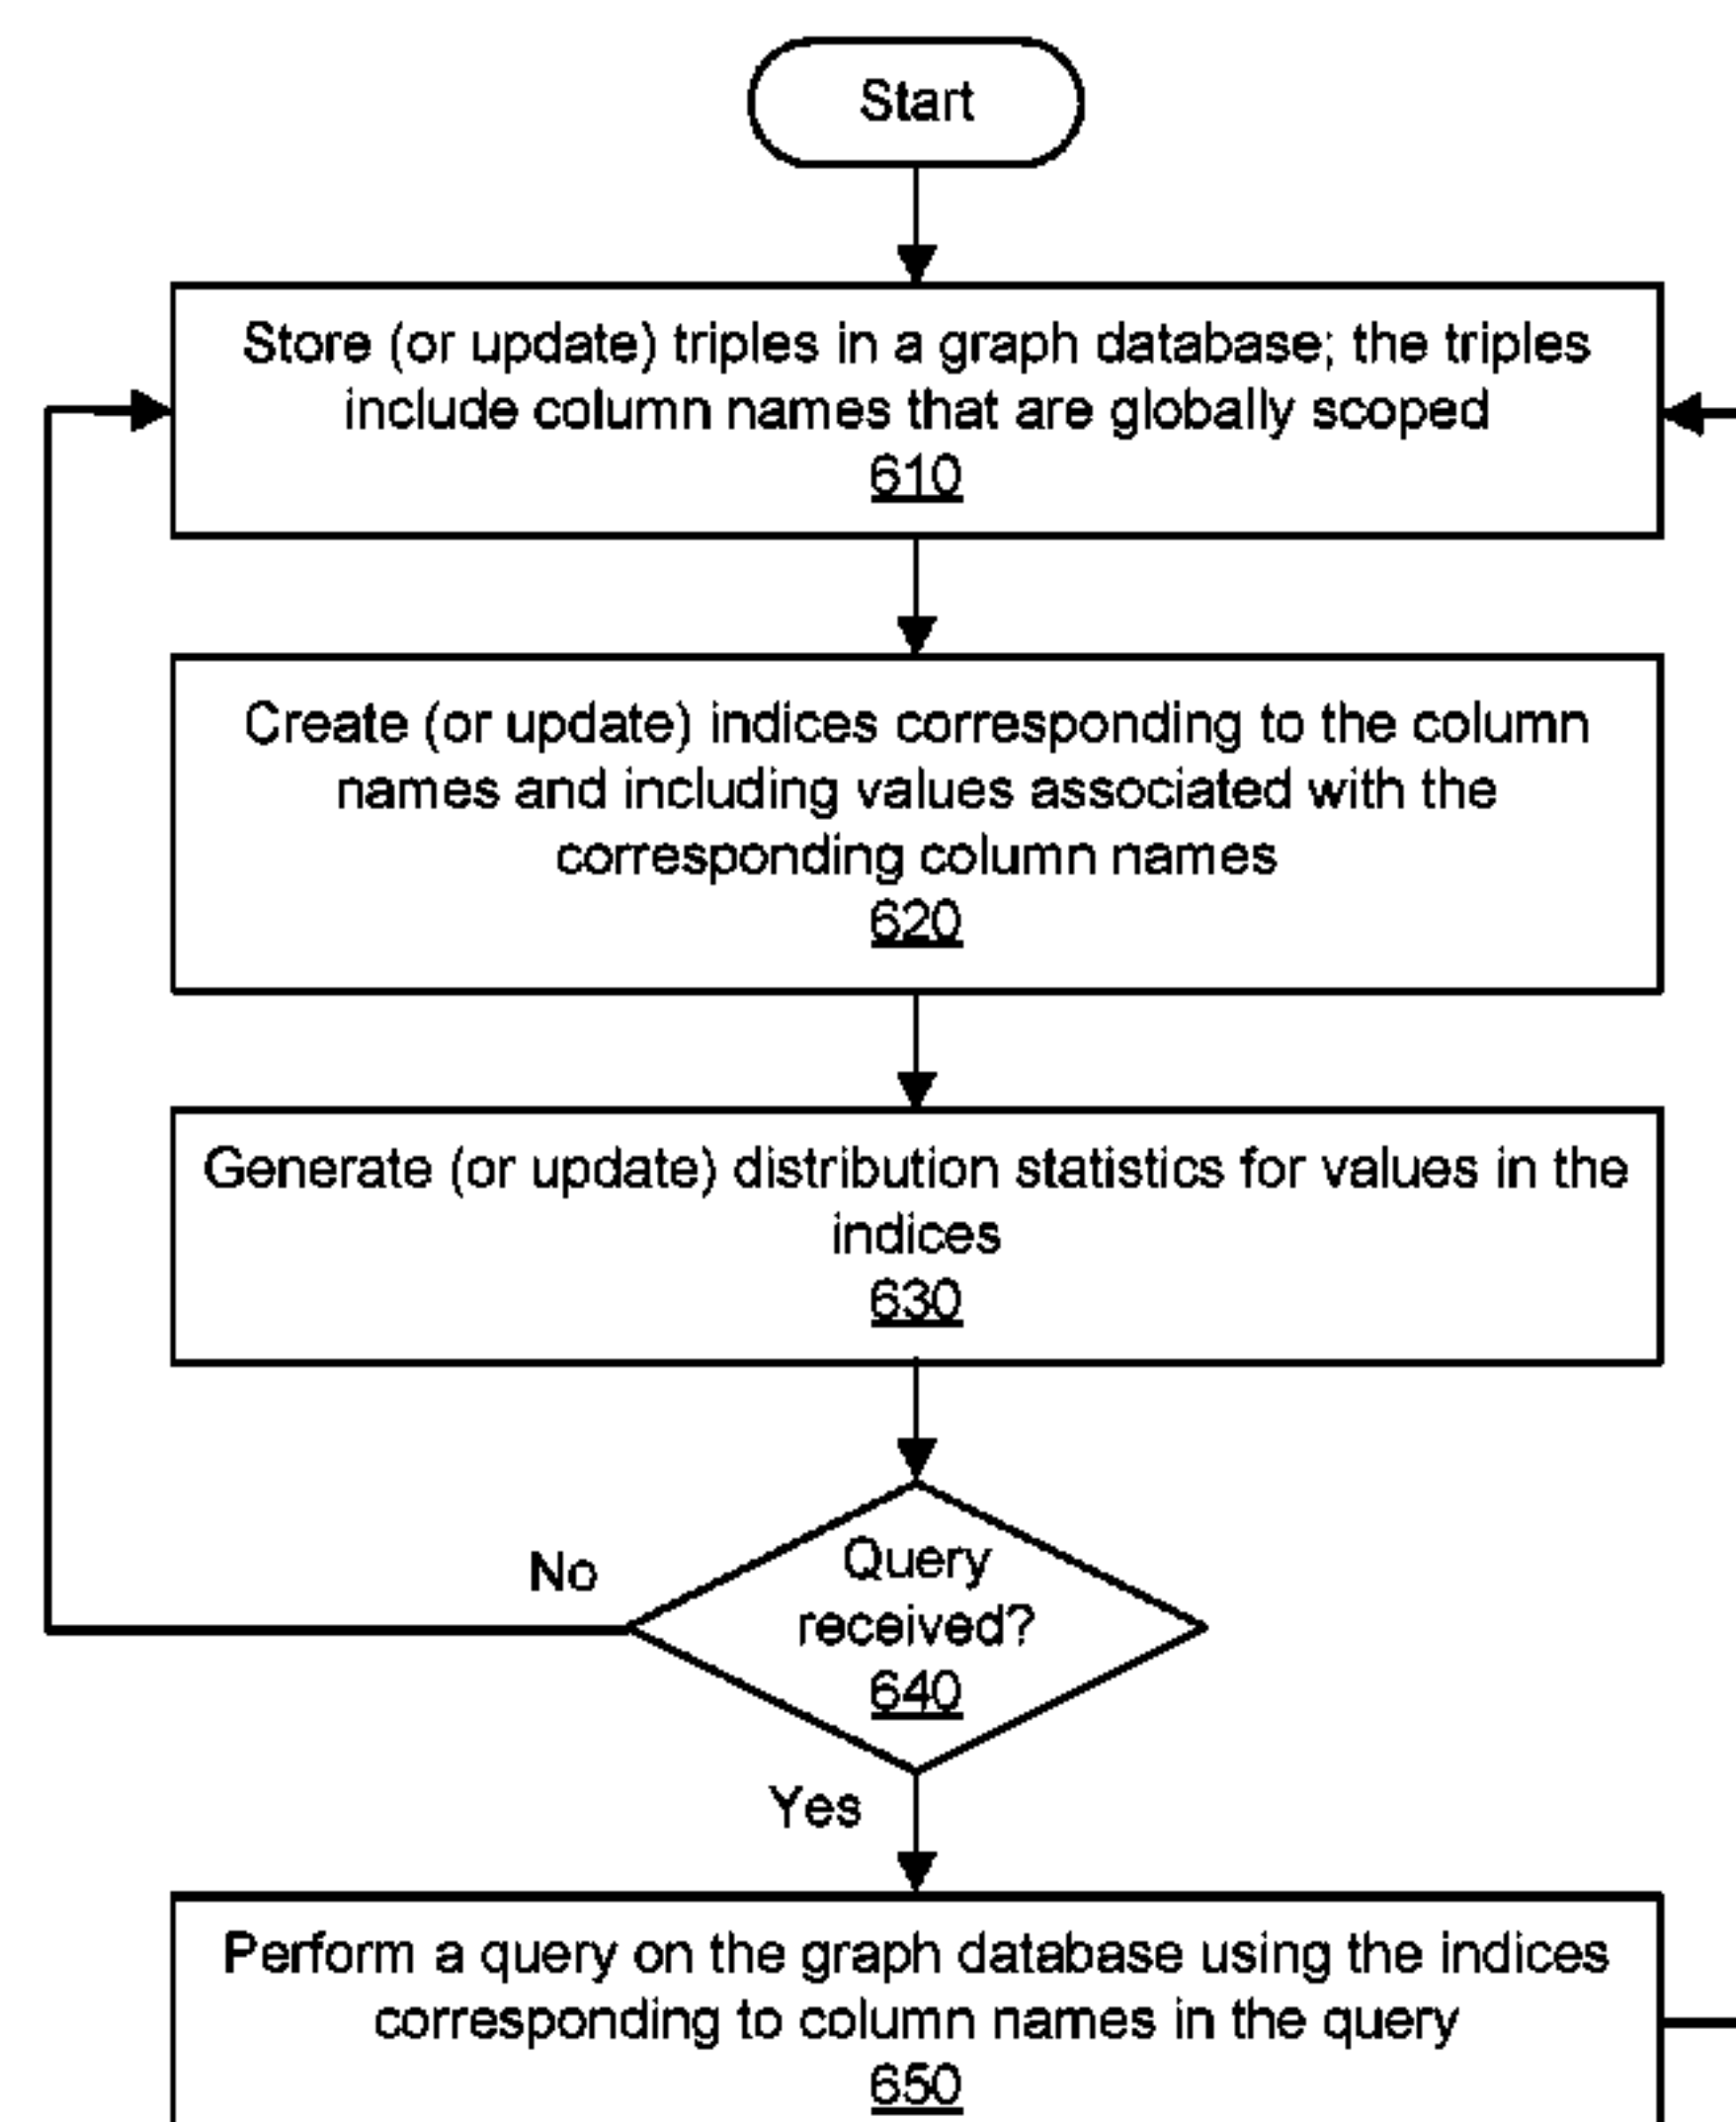 Start
Store (or update) triples in a graph database; the triples
include column names that are globally scoped
610
Create (or update) indices corresponding to the column
names and including values associated with the
corresponding column names
620
Generate (or update) distribution statistics for values in the
indices
630
Query
received?
640
No
Yes
Perform a query on the graph database using the indices
corresponding to column names in the query
650